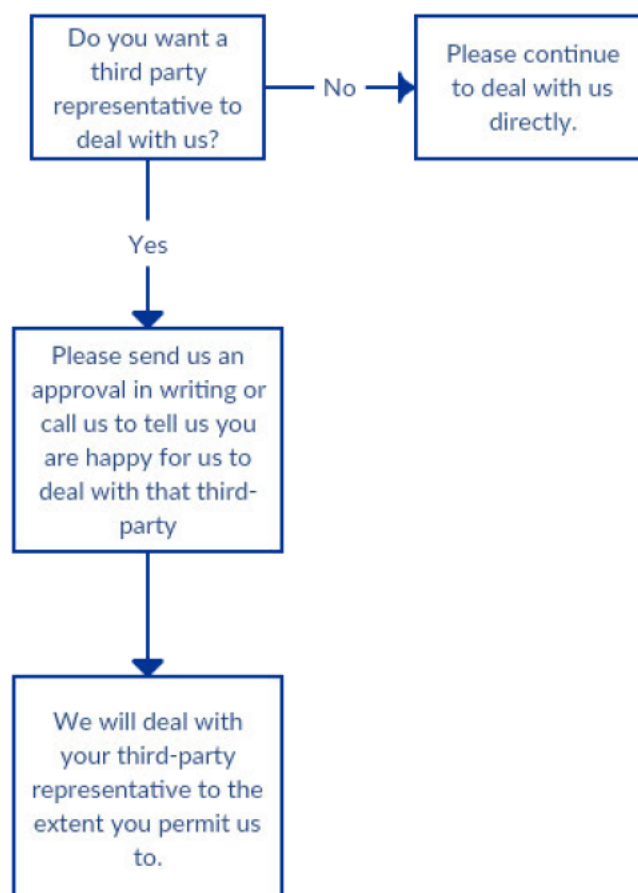 Do you want a
third party
representative to
deal with us?
No
Please continue
to deal with us
directly.
Yes
Please send us an
approval in writing or
call us to tell us you
are happy for us to
deal with that third-
party
We will deal with
your third-party
representative to the
extent you permit us
to.